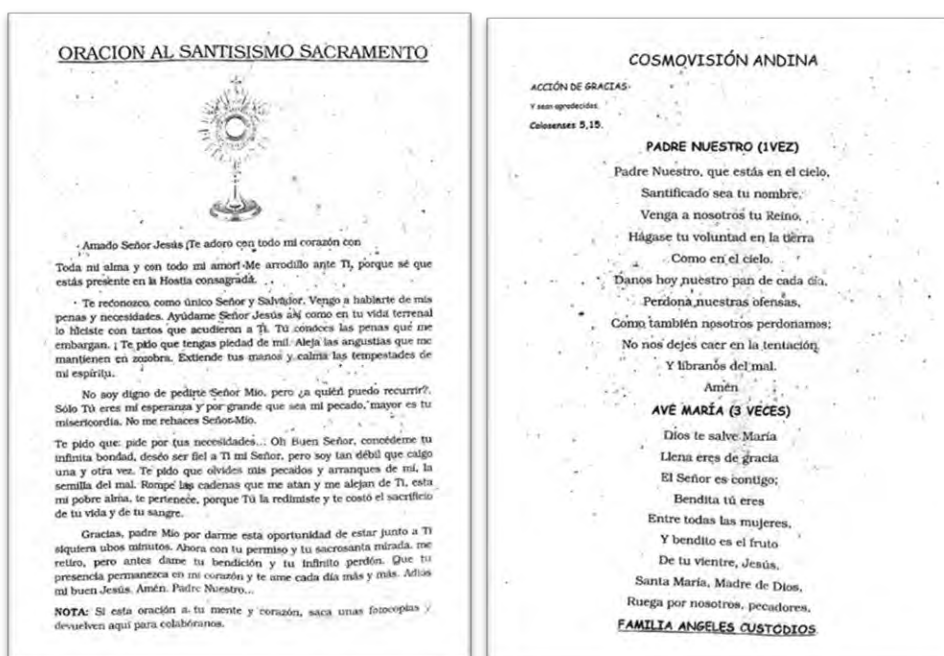 ORACION AL SANTISISMO SACRAMENTO
Amado Señor Jesús ¡Te adoro con todo mi corazón con
Toda mi alma y con todo mi amor! Me arrodillo ante Ti, porque sé que
estás presente en la Hostia consagrada.
Te reconozco como único Señor y Salvador. Vengo a hablarte de mis
penas y necesidades. Ayúdame Señor Jesús así como en tu vida terrenal
lo hiciste con tantos que acudieron a Ti. Tú conoces las penas que me
embargan. ¡ Te pido que tengas piedad de mí! Aleja las angustias que me
mantienen en zozobra. Extiende tus manos y calma las tempestades de
mi espíritu.
No soy digno de pedirte Señor Mío, pero ¿a quién puedo recurrir?.
Sólo Tú eres mi esperanza y por grande que sea mi pecado, mayor es tu
misericordia. No me rehaces Señor Mío.
Te pido que: pide por tus necesidades... Oh Buen Señor, concédeme tu
infinita bondad, deseo ser fiel a Ti mi Señor, pero soy tan débil que caigo
una y otra vez. Te pido que olvides mis pecados y arranques de mí, la
semilla del mal. Rompe las cadenas que me atan y me alejan de Ti, esta
mi pobre alma, te pertenece, porque Tú la redimiste y te costó el sacrificio
de tu vida y de tu sangre.
Gracias, padre Mío por darme esta oportunidad de estar junto a Ti
siquiera ubos minutos. Ahora con tu permiso y tu sacrosanta mirada, me
retiro, pero antes dame tu bendición y tu infinito perdón. Que tu
presencia permanezca en mi corazón y te ame cada día más y más. Adiós
mi buen Jesús. Amén. Padre Nuestro...
NOTA: Si esta oración a tu mente y corazón, saca unas fotocopias y
devuelven aquí para colabóranos.
COSMOVISIÓN ANDINA
ACCIÓN DE GRACIAS-
Y sean agradecidos.
Colosenses 5,15.
PADRE NUESTRO (1VEZ)
Padre Nuestro, que estás en el cielo,
Santificado sea tu nombre,
Venga a nosotros tu Reino,
Hágase tu voluntad en la tierra
Como en el cielo.
Danos hoy nuestro pan de cada día,
Perdona nuestras ofensas,
Como también nosotros perdonamos;
No nos dejes caer en la tentación,
Y líbranos del mal.
Amén
AVE MARÍA (3 VECES)
Dios te salve María
Llena eres de gracia
El Señor es contigo;
Bendita tú eres
Entre todas las mujeres,
Y bendito es el fruto
De tu vientre, Jesús,
Santa María, Madre de Dios,
Ruega por nosotros, pecadores,
FAMILIA ANGELES CUSTODIOS